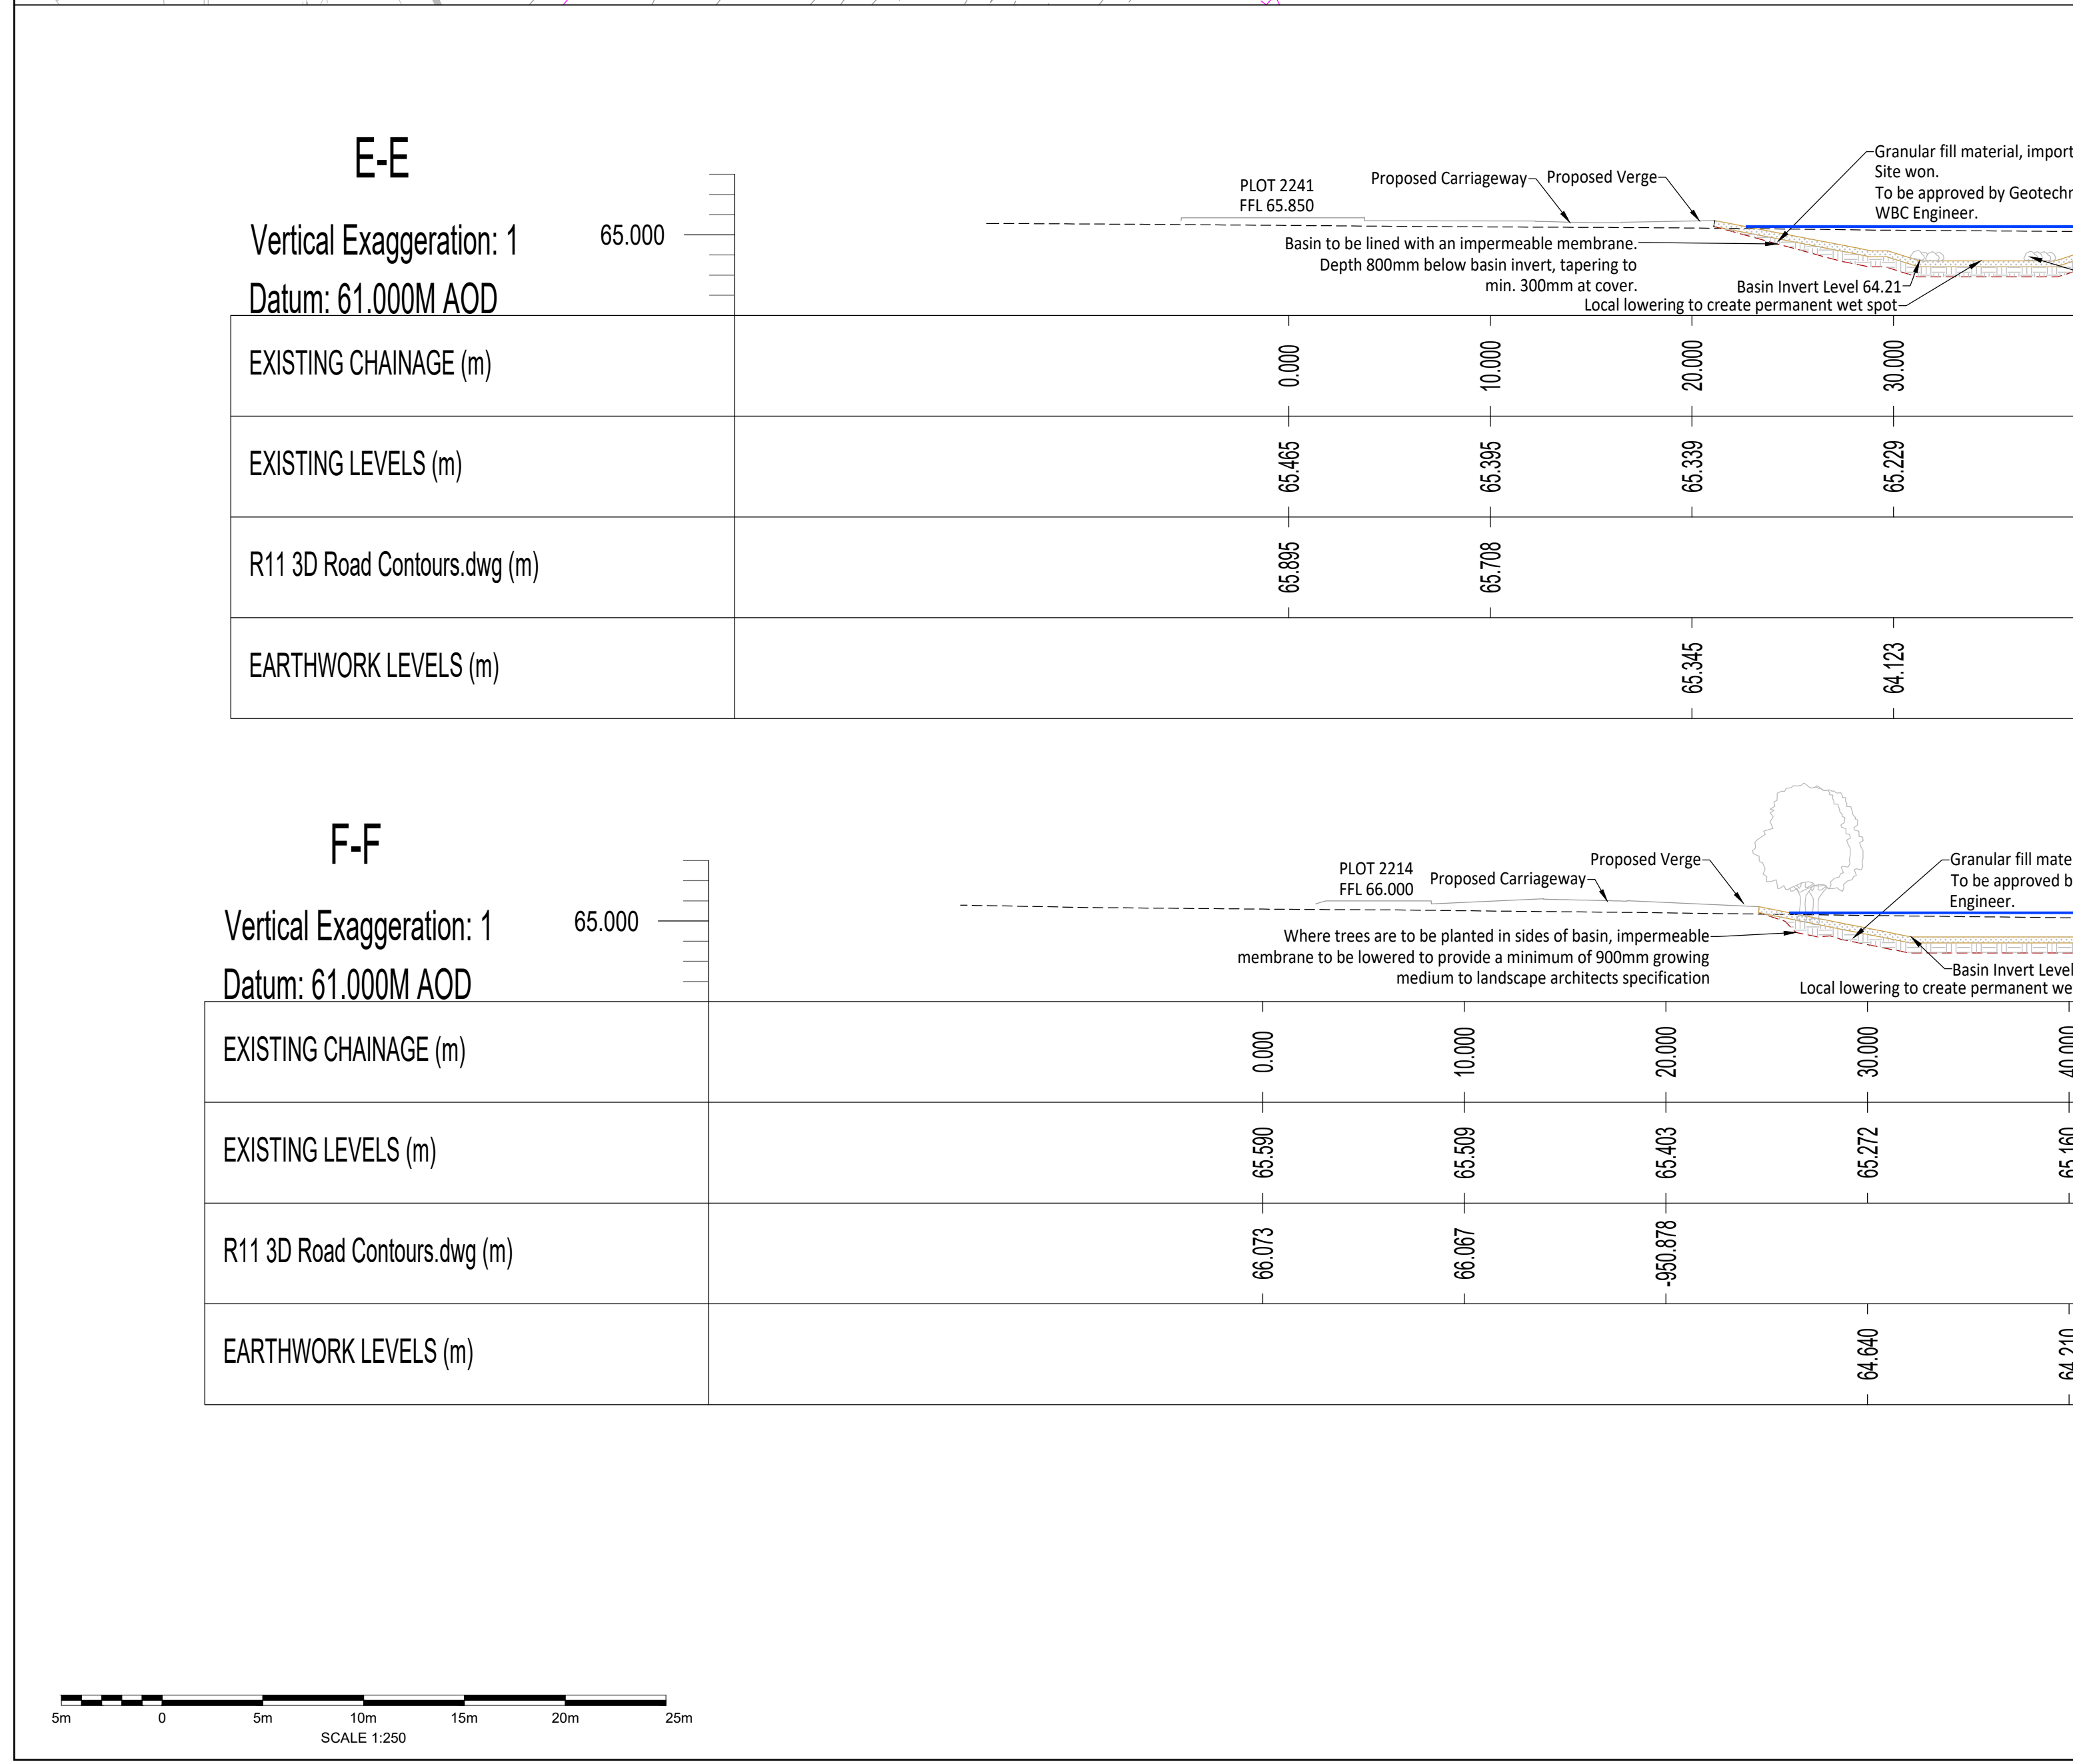 E-E
Vertical Exaggeration: 1
65.000
Datum: 61.000M AOD
PLOT 2241
FFL 65.850
Proposed Carriageway
Proposed Verge
Granular fill material, import
Site won.
To be approved by Geotechn
WBC Engineer.
Basin to be lined with an impermeable membrane.
Depth 800mm below basin invert, tapering to
min. 300mm at cover.
Basin Invert Level 64.21
Local lowering to create permanent wet spot
EXISTING CHAINAGE (m) 0.000 10.000 20.000 30.000
EXISTING LEVELS (m) 65.465 65.395 65.339 65.229
R11 3D Road Contours.dwg (m) 65.895 65.708
EARTHWORK LEVELS (m) 65.345 64.123
F-F
Vertical Exaggeration: 1
65.000
Datum: 61.000M AOD
PLOT 2214
FFL 66.000
Proposed Carriageway
Proposed Verge
Granular fill mate
To be approved b
Engineer.
Where trees are to be planted in sides of basin, impermeable
membrane to be lowered to provide a minimum of 900mm growing
medium to landscape architects specification
Basin Invert Level
Local lowering to create permanent we
EXISTING CHAINAGE (m) 0.000 10.000 20.000 30.000 40.000
EXISTING LEVELS (m) 65.590 65.509 65.403 65.272 65.160
R11 3D Road Contours.dwg (m) 66.073 66.067 -950.878
EARTHWORK LEVELS (m) 64.640 64.210
5m 0 5m 10m 15m 20m 25m
SCALE 1:250